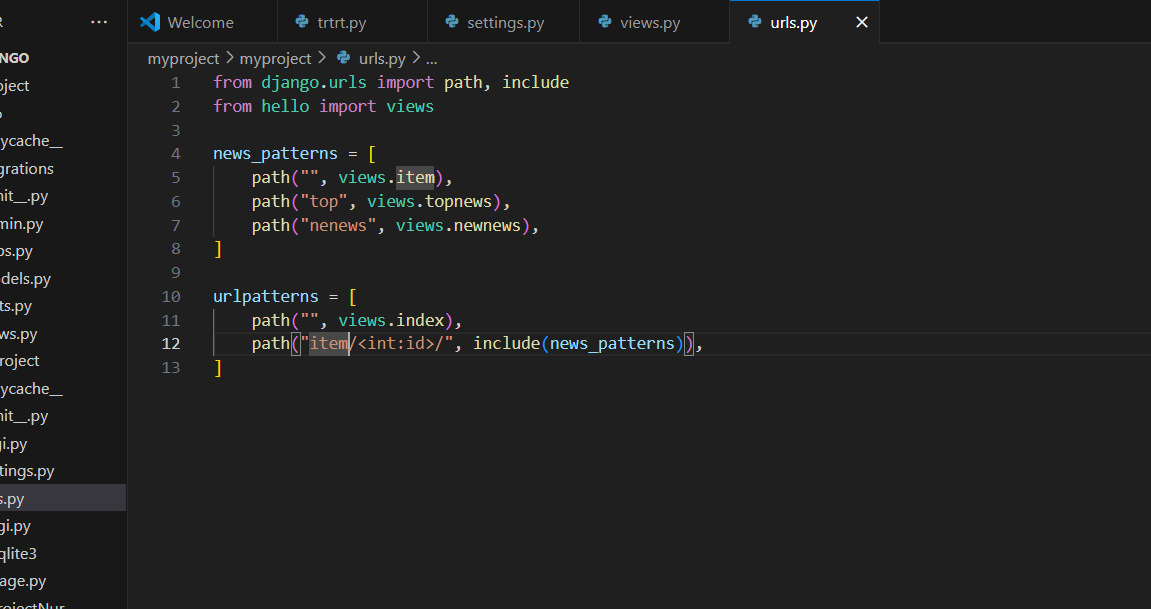 R ... Welcome trtrt.py settings.py views.py urls.py
NGO
myproject > myproject > urls.py > ...
oject
ycache__
grations
nit__.py
min.py
ps.py
dels.py
ts.py
ws.py
roject
ycache__
nit__.py
gi.py
tings.py
s.py
gi.py
qlite3
age.py
rojectNur
1 from django.urls import path, include
2 from hello import views
3
4 news_patterns = [
5     path("", views.item),
6     path("top", views.topnews),
7     path("nenews", views.newnews),
8 ]
9
10 urlpatterns = [
11     path("", views.index),
12     path("item/<int:id>/", include(news_patterns)),
13 ]